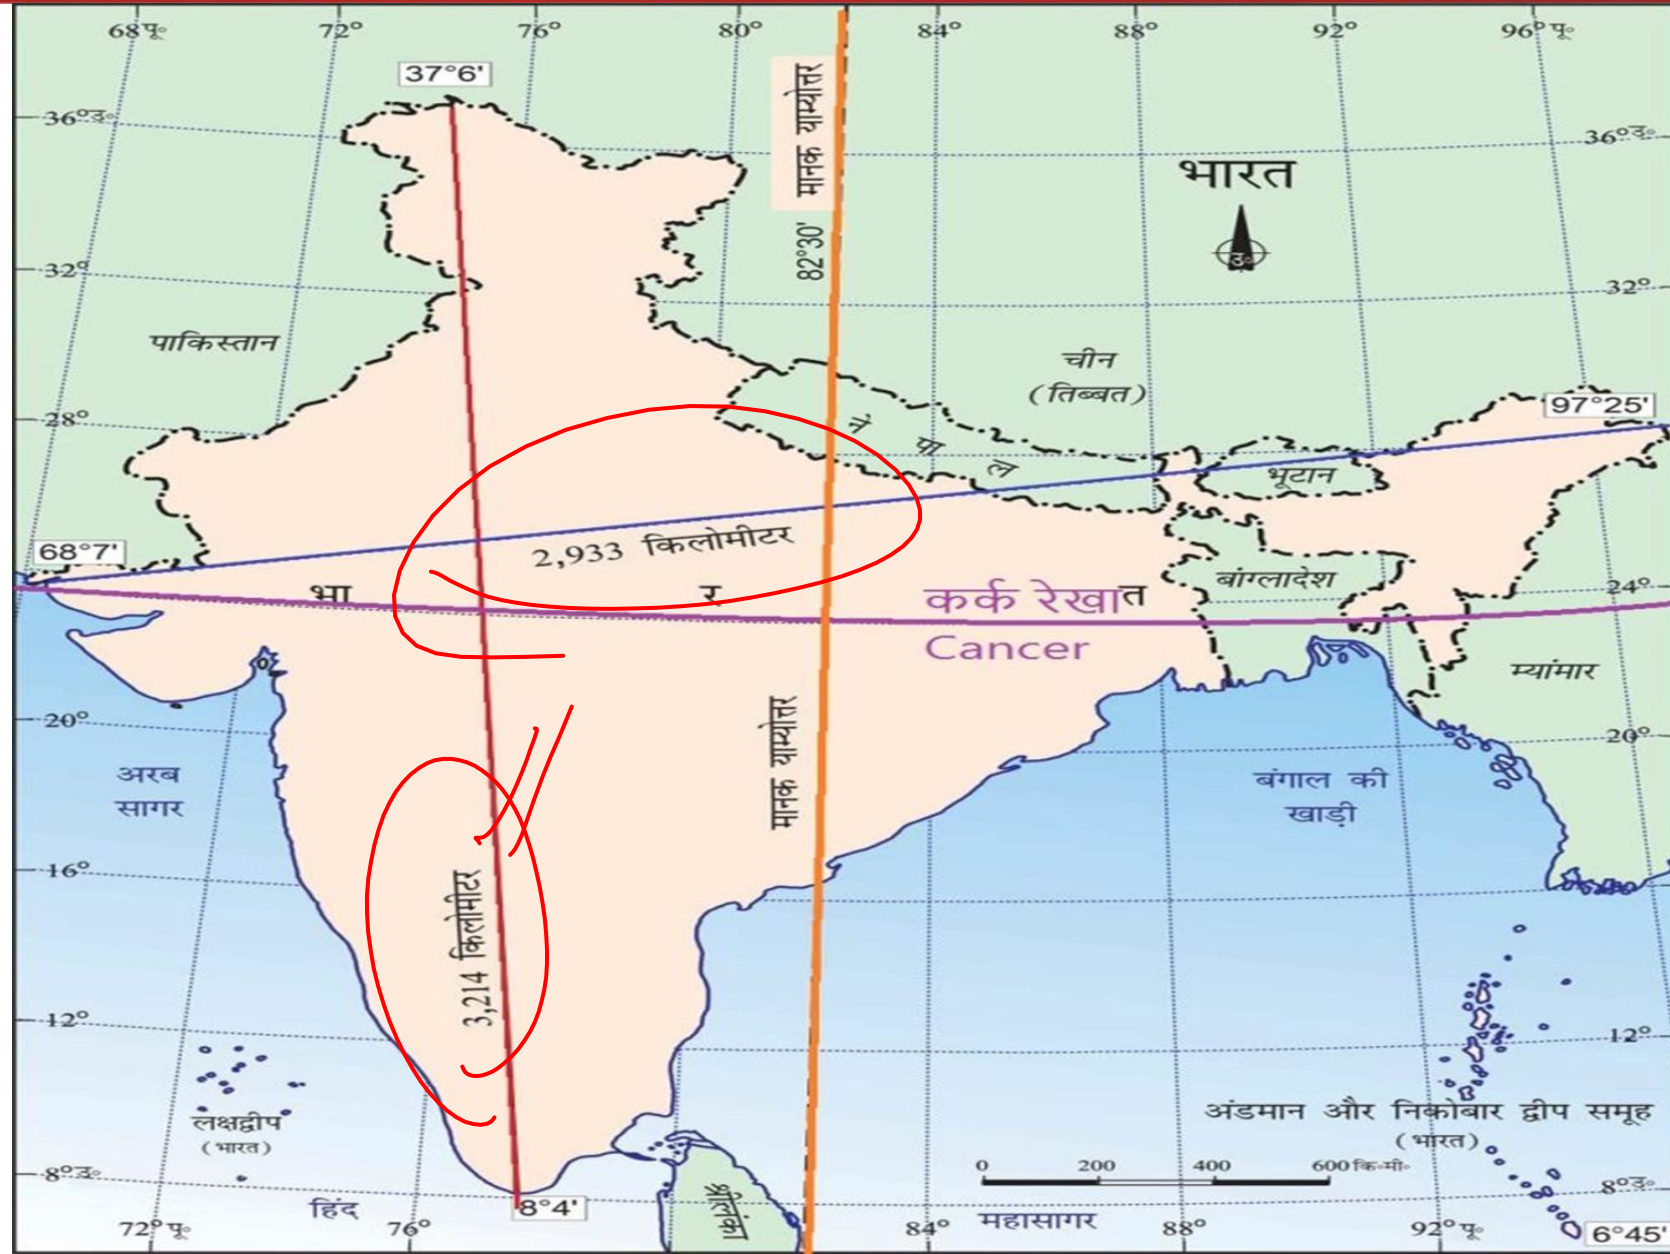 68°पू॰ 72° 76° 80° 84° 88° 92° 96°पू॰
37°6'
मानक याम्योत्तर
82°30'
36°उ॰ 36°उ॰
भारत
उ॰
32° 32°
पाकिस्तान
चीन
(तिब्बत)
28°
97°25'
नेपाल
भूटान
2,933 किलोमीटर
68°7'
भारत
कर्क रेखा
Cancer
बांग्लादेश
24°
म्यांमार
मानक याम्योत्तर
20° 20°
अरब
सागर
बंगाल की
खाड़ी
16°
3,214 किलोमीटर
12° 12°
लक्षद्वीप
(भारत)
अंडमान और निकोबार द्वीप समूह
(भारत)
0 200 400 600 कि॰मी॰
8°उ॰ 8°उ॰
श्रीलंका
8°4'
हिंद महासागर
6°45'
72°पू॰ 76° 84° 88° 92°पू॰